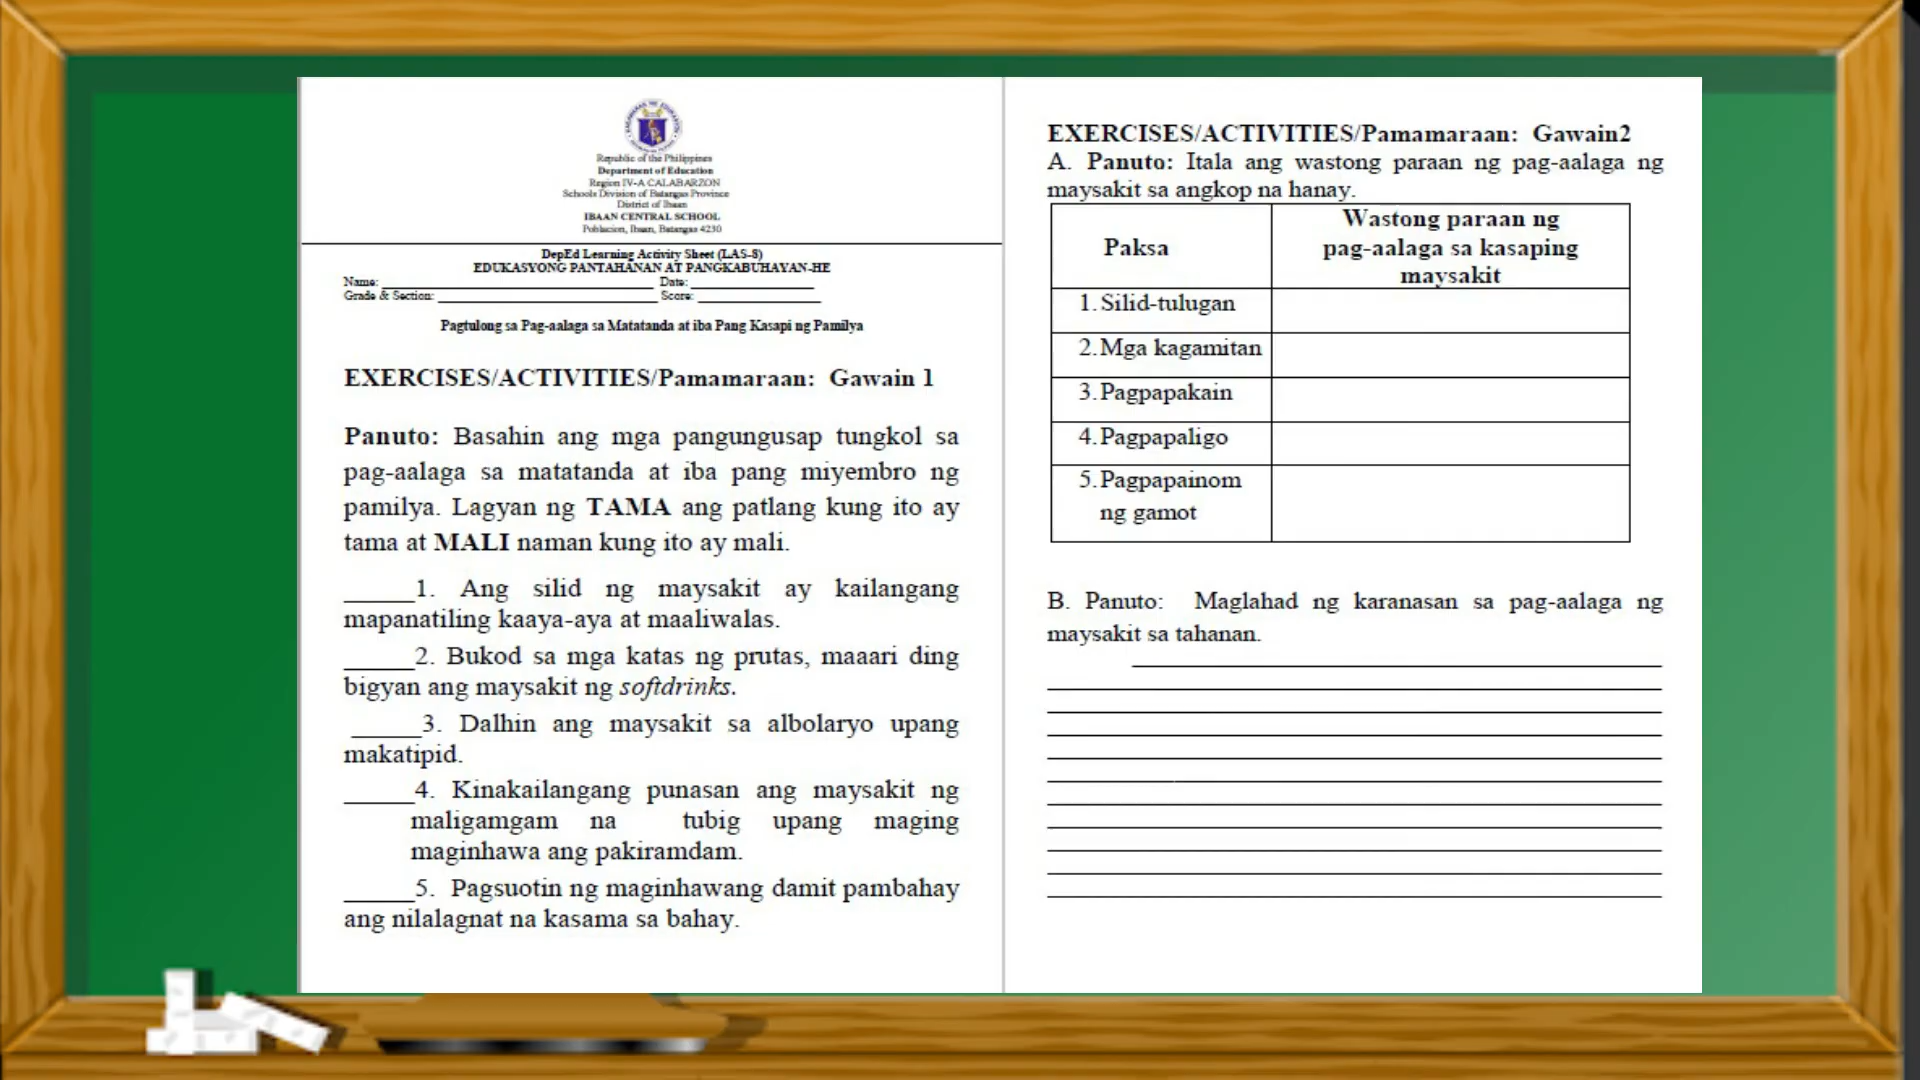 Republic of the Philippines
Department of Education
Region IV-A CALABARZON
Schools Division of Batangas Province
District of Ibaan
IBAAN CENTRAL SCHOOL
Poblacion, Ibaan, Batangas 4230
DepEd Learning Activity Sheet (LAS-8)
EDUKASYONG PANTAHANAN AT PANGKABUHAYAN-HE
Name: ____________ Date: ____________
Grade & Section: ____________ Score: ____________
Pagtulong sa Pag-aalaga sa Matatanda at iba Pang Kasapi ng Pamilya
EXERCISES/ACTIVITIES/Pamamaraan: Gawain 1
Panuto: Basahin ang mga pangungusap tungkol sa
pag-aalaga sa matatanda at iba pang miyembro ng
pamilya. Lagyan ng TAMA ang patlang kung ito ay
tama at MALI naman kung ito ay mali.
_____1. Ang silid ng maysakit ay kailangang
mapanatiling kaaya-aya at maaliwalas.
_____2. Bukod sa mga katas ng prutas, maaari ding
bigyan ang maysakit ng softdrinks.
_____3. Dalhin ang maysakit sa albolaryo upang
makatipid.
_____4. Kinakailangang punasan ang maysakit ng
maligamgam na tubig upang maging
maginhawa ang pakiramdam.
_____5. Pagsuotin ng maginhawang damit pambahay
ang nilalagnat na kasama sa bahay.
EXERCISES/ACTIVITIES/Pamamaraan: Gawain2
A. Panuto: Itala ang wastong paraan ng pag-aalaga ng
maysakit sa angkop na hanay.
Paksa
Wastong paraan ng
pag-aalaga sa kasaping
maysakit
1. Silid-tulugan
2. Mga kagamitan
3. Pagpapakain
4. Pagpapaligo
5. Pagpapainom
ng gamot
B. Panuto: Maglahad ng karanasan sa pag-aalaga ng
maysakit sa tahanan.